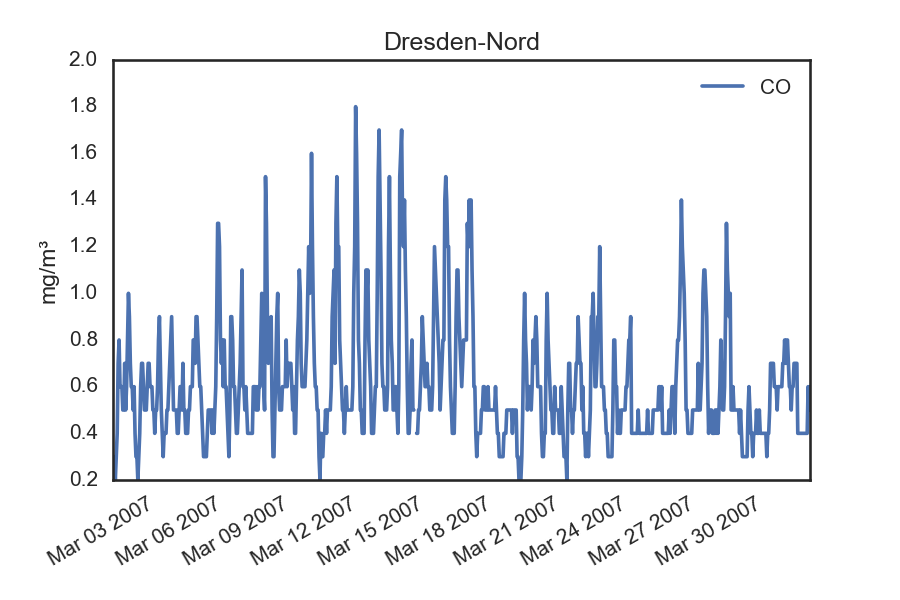 Dresden-Nord
2.0
1.8
1.6
1.4
1.2
1.0
0.8
0.6
0.4
0.2
mg/m³
CO
Mar 03 2007
Mar 06 2007
Mar 09 2007
Mar 12 2007
Mar 15 2007
Mar 18 2007
Mar 21 2007
Mar 24 2007
Mar 27 2007
Mar 30 2007